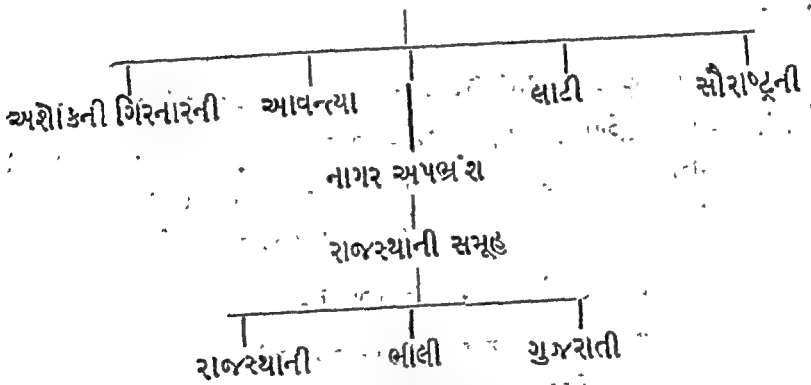 અશોકની ગિરનારની આવન્ત્યા લાટી સૌરાષ્ટ્રની
નાગર અપભ્રંશ
રાજસ્થાની સમૂહ
રાજસ્થાની ભીલી ગુજરાતી